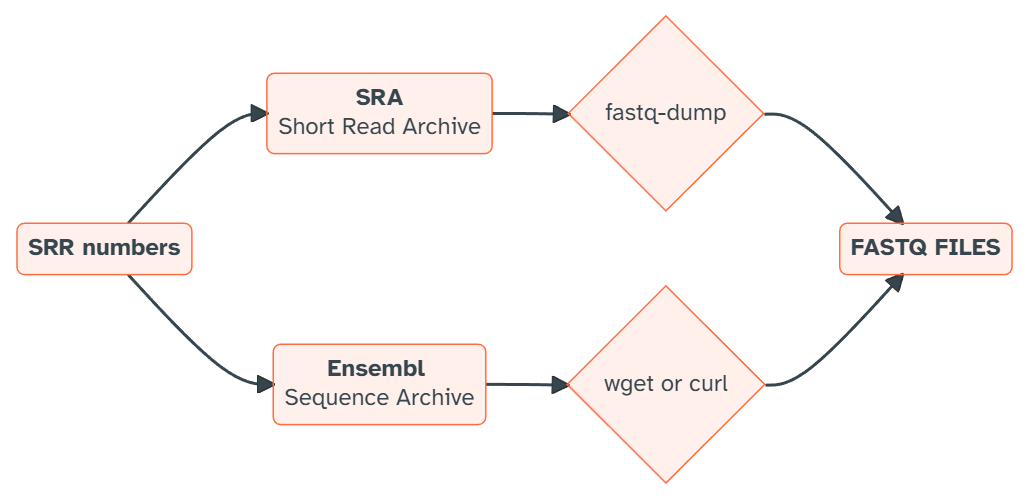 SRA
Short Read Archive
fastq-dump
SRR numbers
FASTQ FILES
Ensembl
Sequence Archive
wget or curl